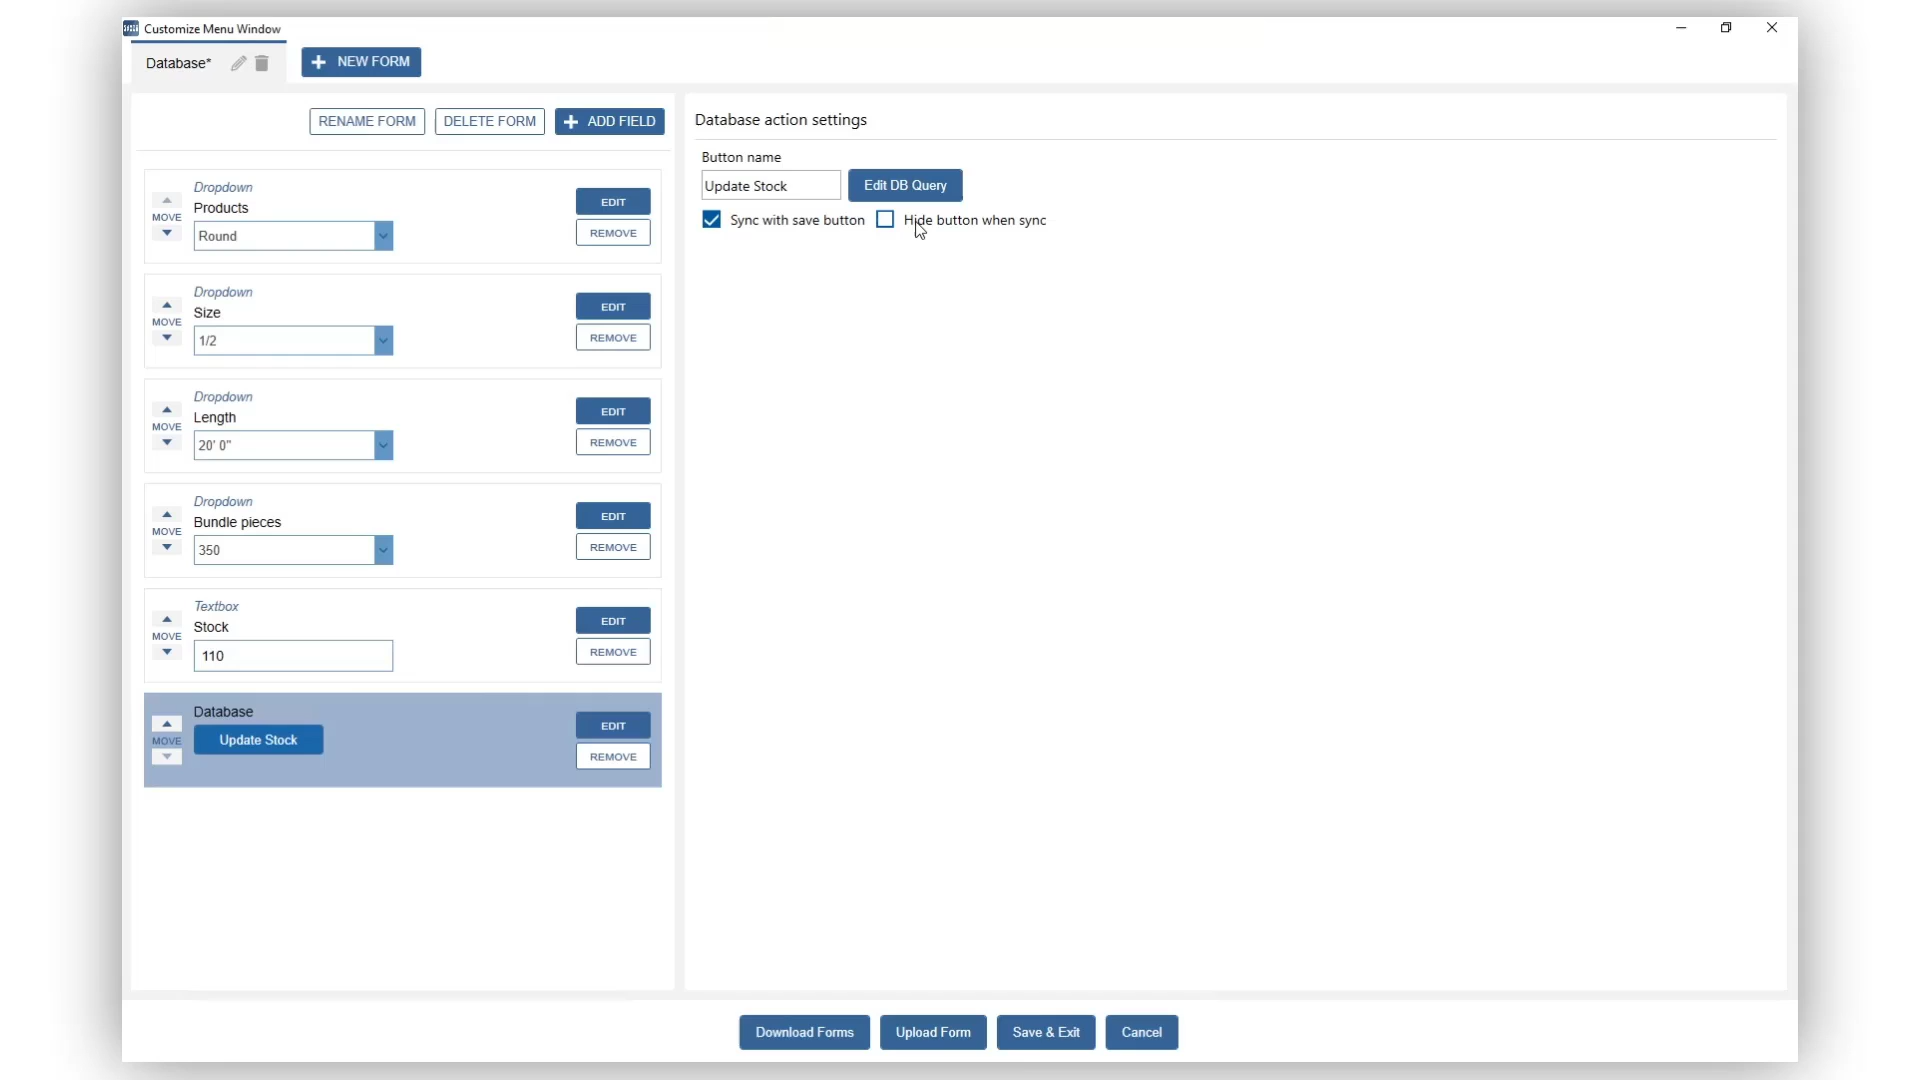 Customize Menu Window
Database*
NEW FORM
RENAME FORM
DELETE FORM
ADD FIELD
MOVE
Dropdown
Products
Round
EDIT
REMOVE
MOVE
Dropdown
Size
1/2
EDIT
REMOVE
MOVE
Dropdown
Length
20' 0"
EDIT
REMOVE
MOVE
Dropdown
Bundle pieces
350
EDIT
REMOVE
MOVE
Textbox
Stock
110
EDIT
REMOVE
MOVE
Database
Update Stock
EDIT
REMOVE
Database action settings
Button name
Update Stock
Edit DB Query
Sync with save button
Hide button when sync
Download Forms
Upload Form
Save & Exit
Cancel